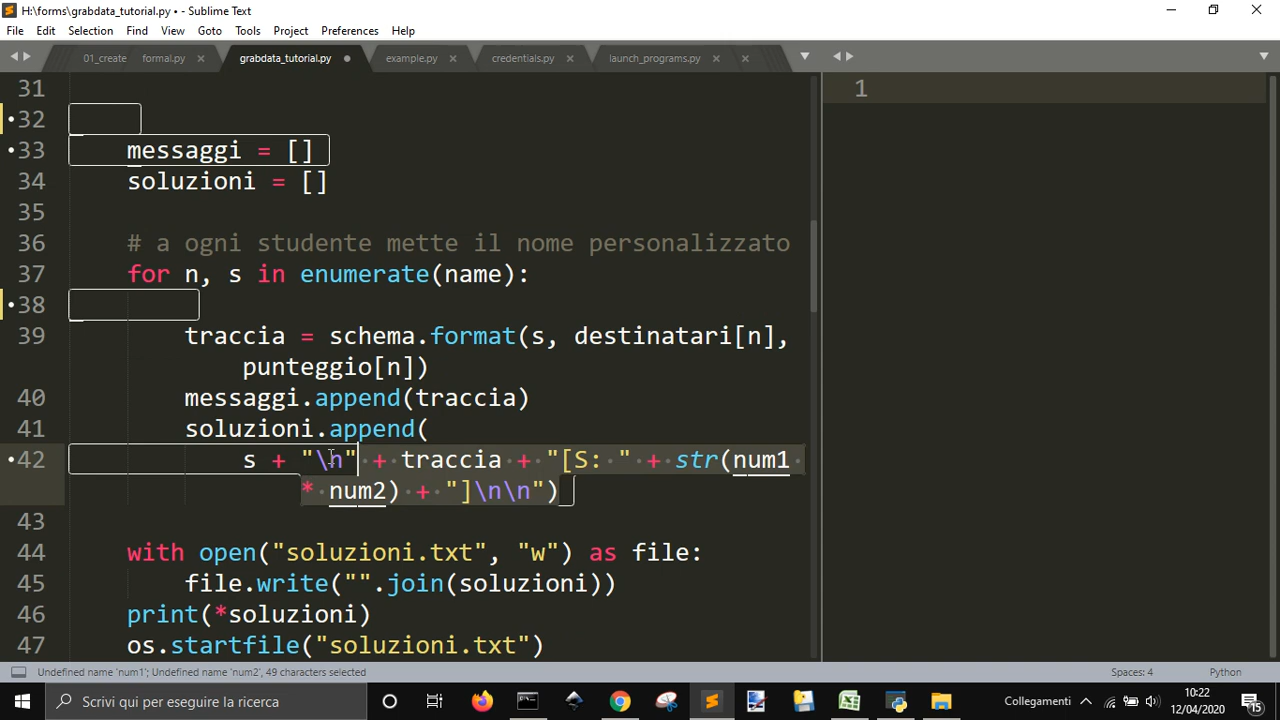 H:\forms\grabdata_tutorial.py • - Sublime Text
File Edit Selection Find View Goto Tools Project Preferences Help
01_create formal.py × grabdata_tutorial.py example.py × credentials.py × launch_programs.py × ×
31
32
33 messaggi = []
34 soluzioni = []
35
36 # a ogni studente mette il nome personalizzato
37 for n, s in enumerate(name):
38
39 traccia = schema.format(s, destinatari[n],
punteggio[n])
40 messaggi.append(traccia)
41 soluzioni.append(
42 s + "\n" + traccia + "[S: " + str(num1
* num2) + "]\n\n")
43
44 with open("soluzioni.txt", "w") as file:
45 file.write("".join(soluzioni))
46 print(*soluzioni)
47 os.startfile("soluzioni.txt")
1
Undefined name 'num1'; Undefined name 'num2', 49 characters selected Spaces: 4 Python
Scrivi qui per eseguire la ricerca Collegamenti 10:22
12/04/2020 15